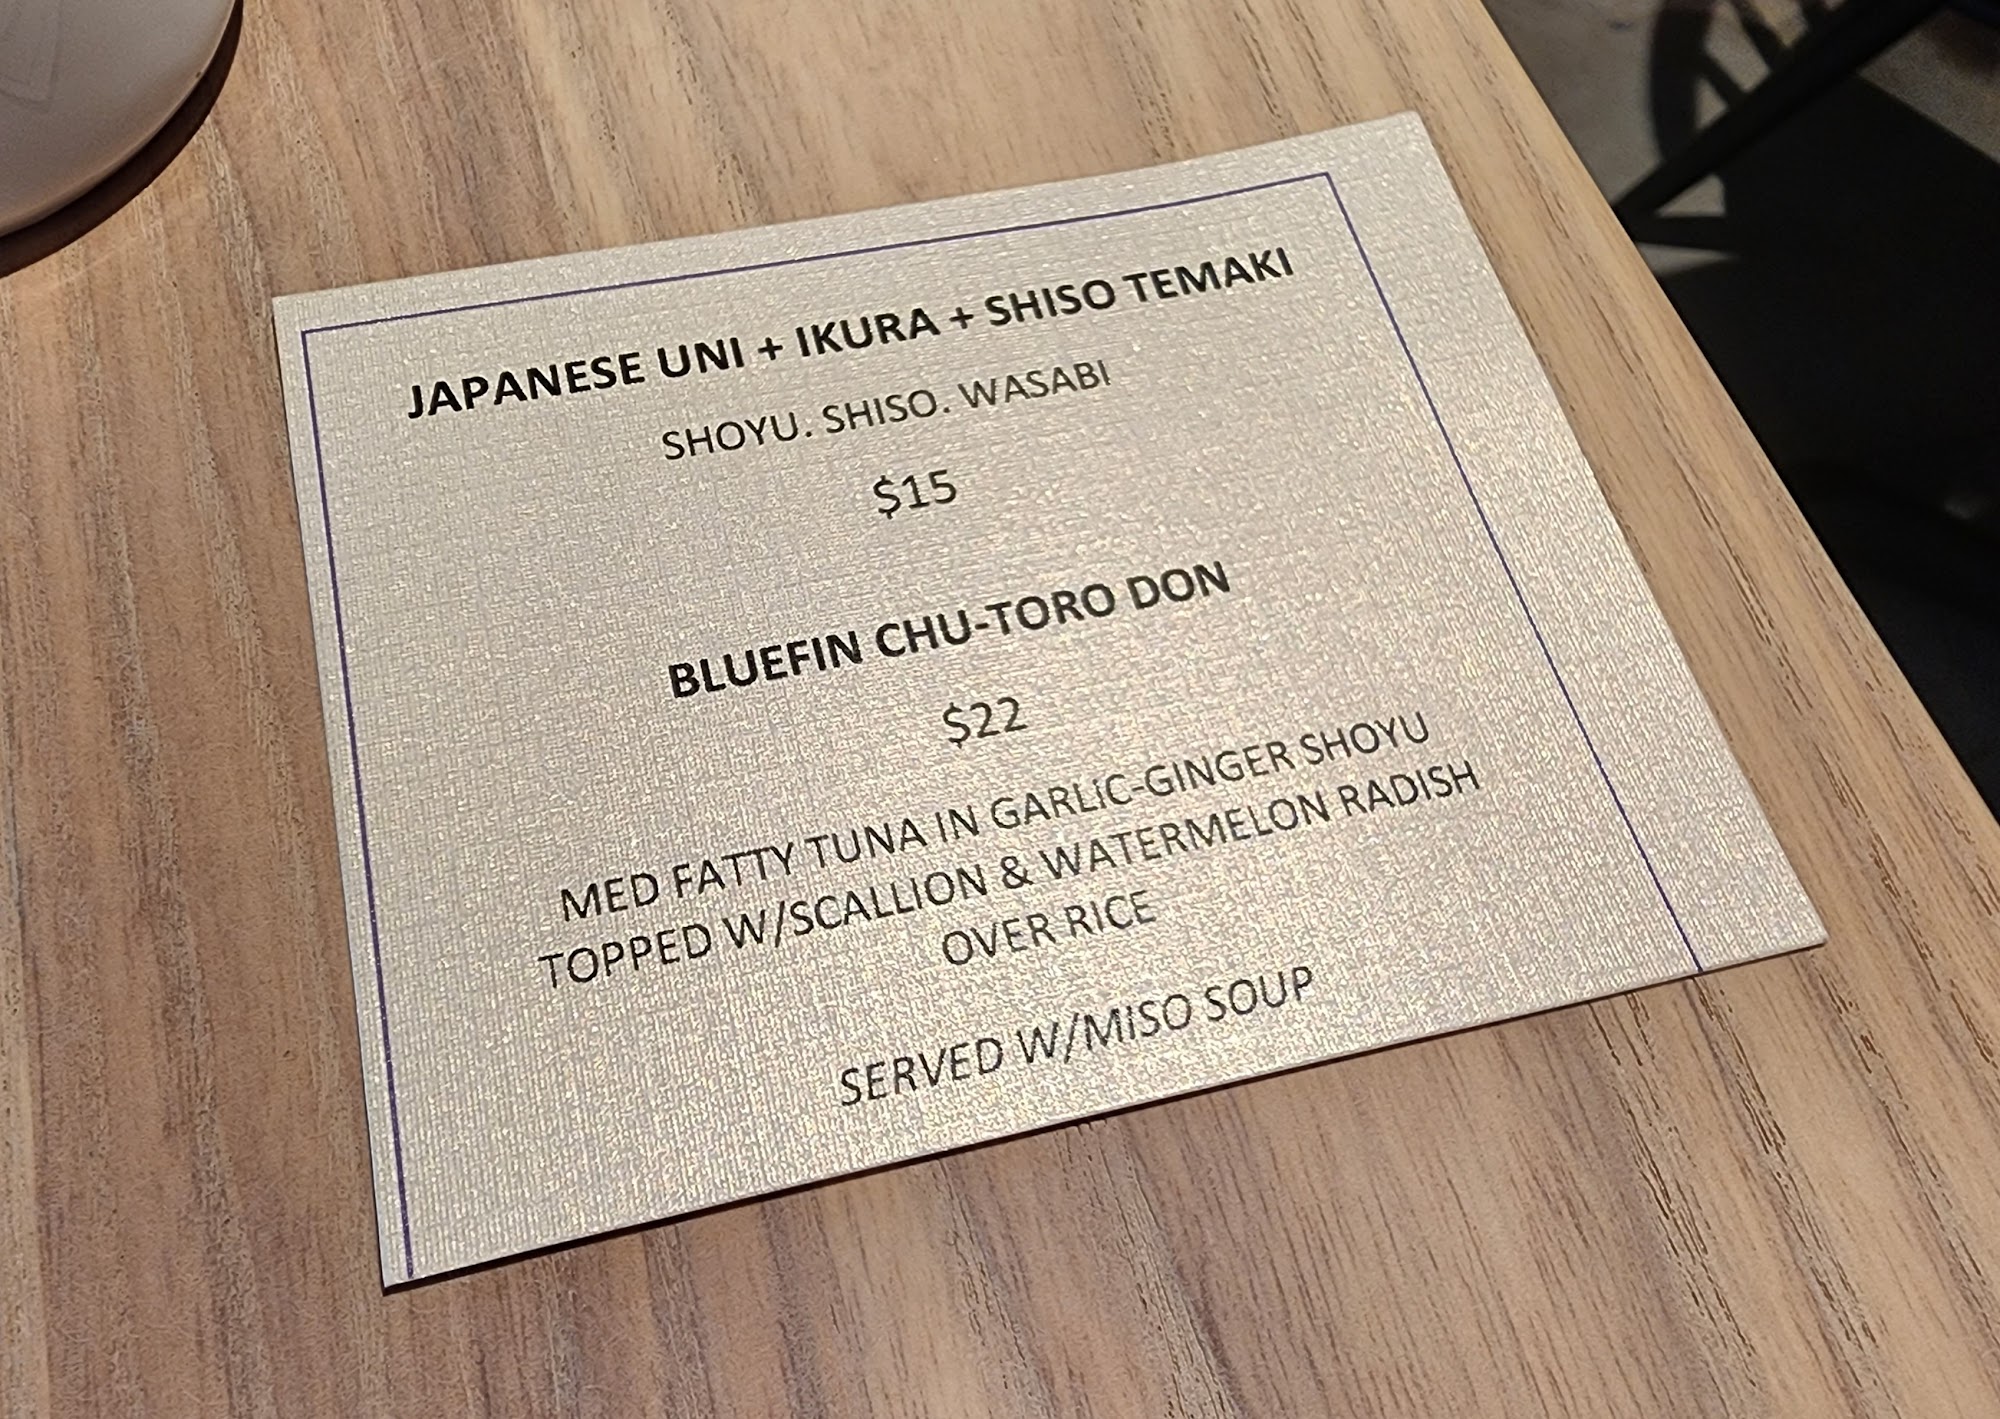 JAPANESE UNI + IKURA + SHISO TEMAKI
SHOYU. SHISO. WASABI
$15
BLUEFIN CHU-TORO DON
$22
MED FATTY TUNA IN GARLiC-GINGER SHOYU
TOPPED W/SCALLION & WATERMELON RADISH
OVER RICE
SERVED W/MISO SOUP